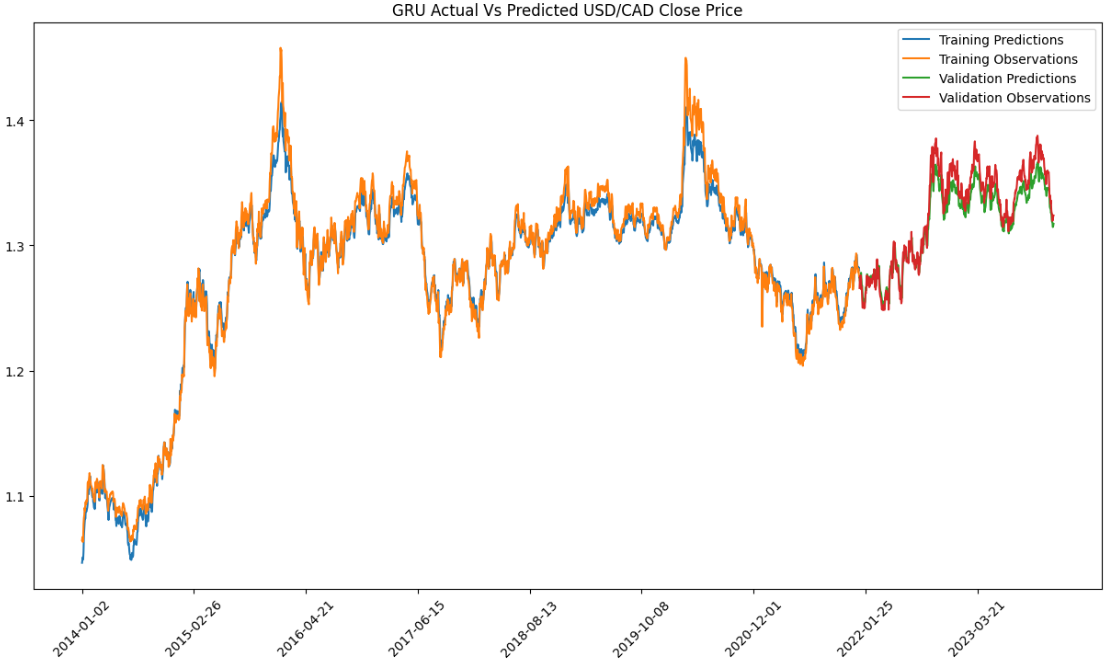 GRU Actual Vs Predicted USD/CAD Close Price
Training Predictions
Training Observations
Validation Predictions
Validation Observations
1.4
1.3
1.2
1.1
2014-01-02
2015-02-26
2016-04-21
2017-06-15
2018-08-13
2019-10-08
2020-12-01
2022-01-25
2023-03-21